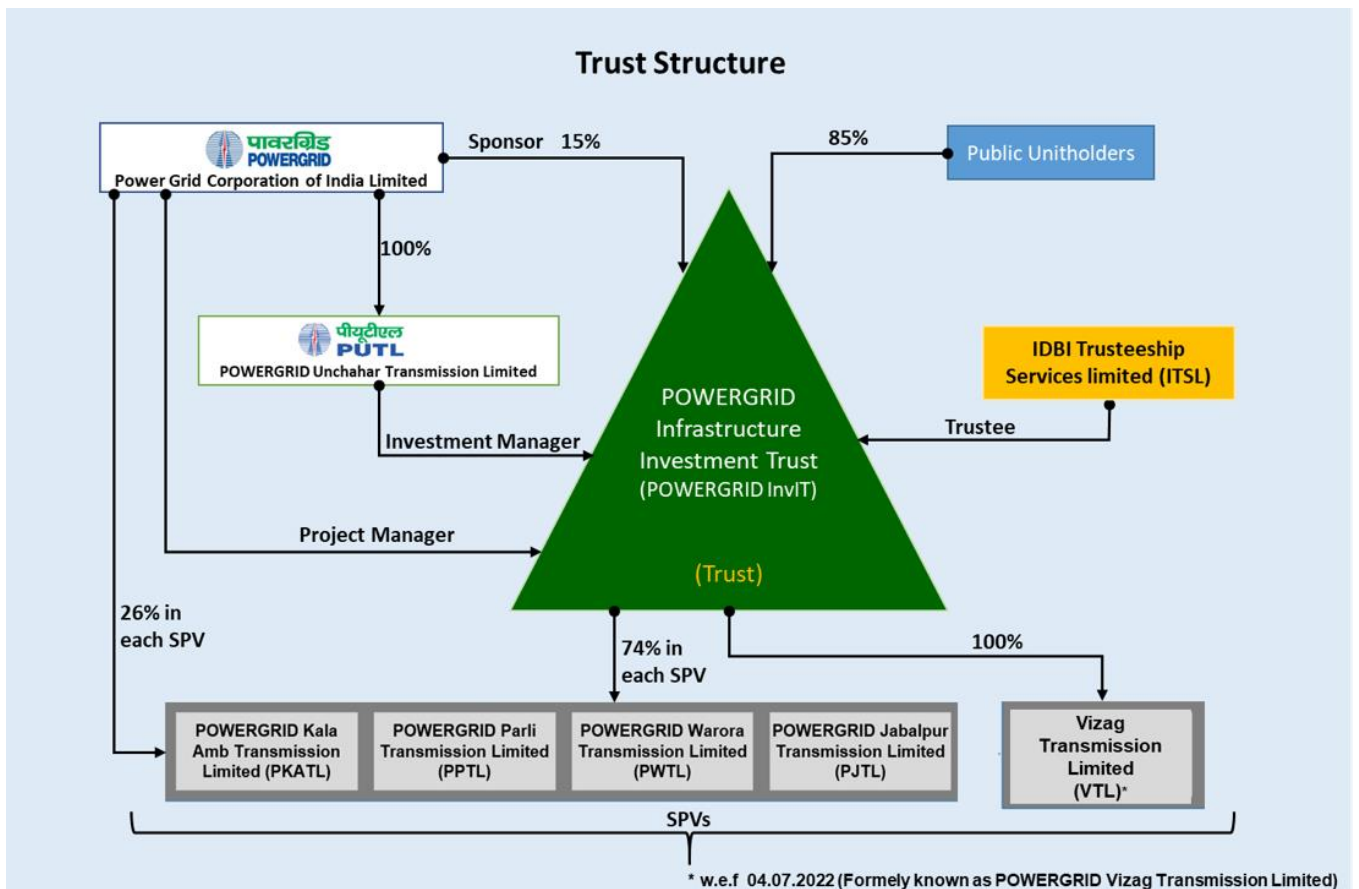 Trust Structure
पावरग्रिड
POWERGRID
Power Grid Corporation of India Limited
Sponsor 15%
85%
Public Unitholders
100%
पीयूटीएल
PUTL
POWERGRID Unchahar Transmission Limited
IDBI Trusteeship
Services limited (ITSL)
Investment Manager
Trustee
POWERGRID
Infrastructure
Investment Trust
(POWERGRID InvIT)
Project Manager
(Trust)
26% in
each SPV
74% in
each SPV
100%
POWERGRID Kala
Amb Transmission
Limited (PKATL)
POWERGRID Parli
Transmission Limited
(PPTL)
POWERGRID Warora
Transmission Limited
(PWTL)
POWERGRID Jabalpur
Transmission Limited
(PJTL)
Vizag
Transmission
Limited
(VTL)*
SPVs
* w.e.f 04.07.2022 (Formely known as POWERGRID Vizag Transmission Limited)